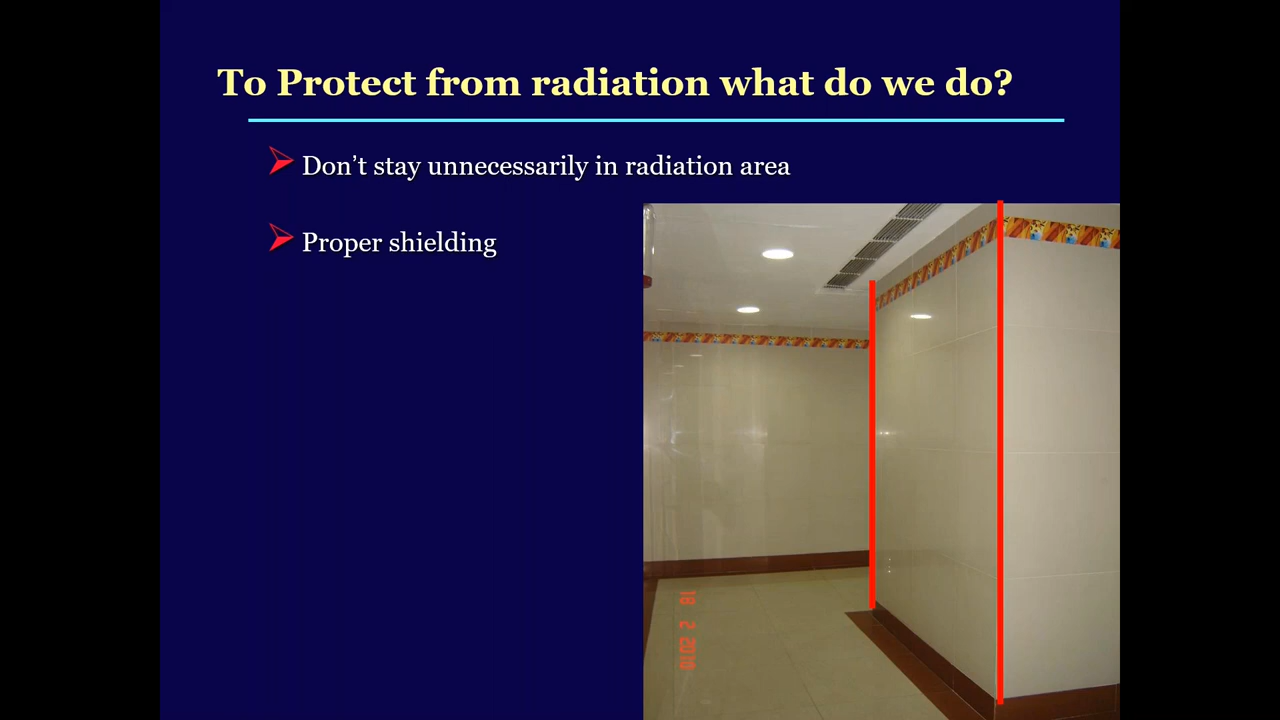 To Protect from radiation what do we do?
Don’t stay unnecessarily in radiation area
Proper shielding
18 2 2010